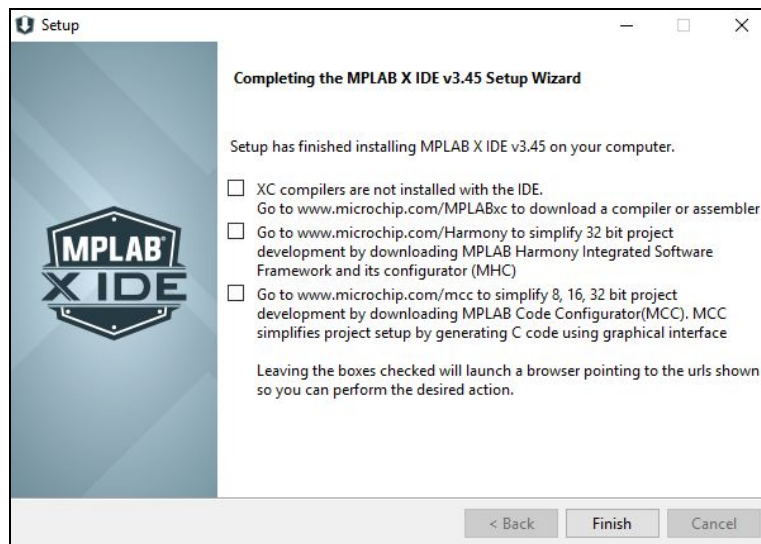 Setup
Completing the MPLAB X IDE v3.45 Setup Wizard
Setup has finished installing MPLAB X IDE v3.45 on your computer.
XC compilers are not installed with the IDE.
Go to www.microchip.com/MPLABxc to download a compiler or assembler
Go to www.microchip.com/Harmony to simplify 32 bit project
development by downloading MPLAB Harmony Integrated Software
Framework and its configurator (MHC)
Go to www.microchip.com/mcc to simplify 8, 16, 32 bit project
development by downloading MPLAB Code Configurator(MCC). MCC
simplifies project setup by generating C code using graphical interface
Leaving the boxes checked will launch a browser pointing to the urls shown
so you can perform the desired action.
MPLAB®
X IDE
< Back
Finish
Cancel